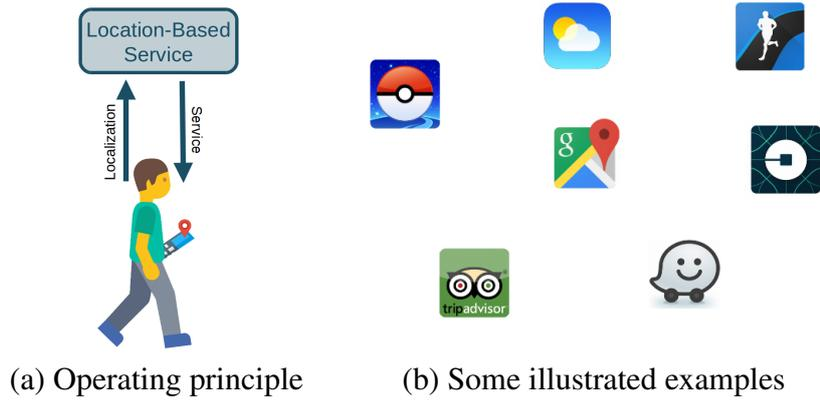 Location-Based
Service
Localization
Service
g
tripadvisor
(a) Operating principle
(b) Some illustrated examples